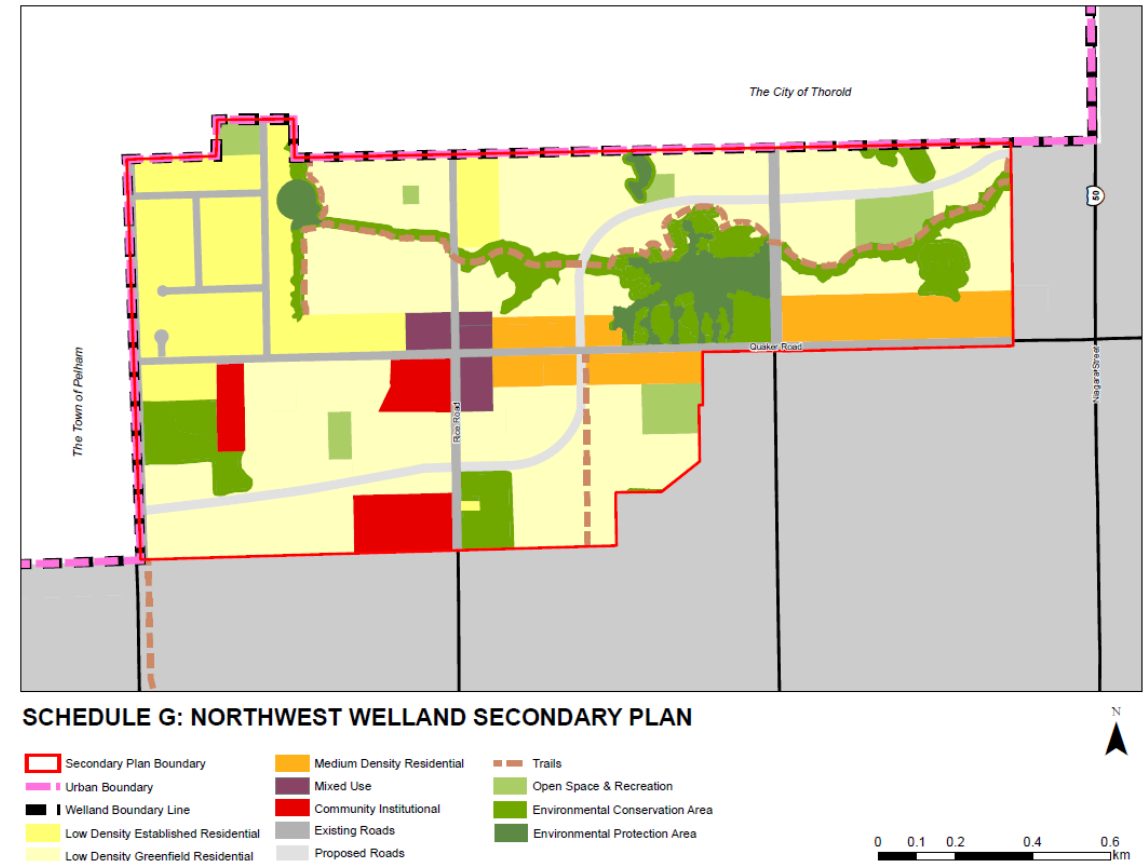 The City of Thorold
50
The Town of Pelham
Quaker Road
Rice Road
Niagara Street
SCHEDULE G: NORTHWEST WELLAND SECONDARY PLAN
N
Secondary Plan Boundary
Urban Boundary
Welland Boundary Line
Low Density Established Residential
Low Density Greenfield Residential
Medium Density Residential
Mixed Use
Community Institutional
Existing Roads
Proposed Roads
Trails
Open Space & Recreation
Environmental Conservation Area
Environmental Protection Area
0 0.1 0.2 0.4 0.6
km